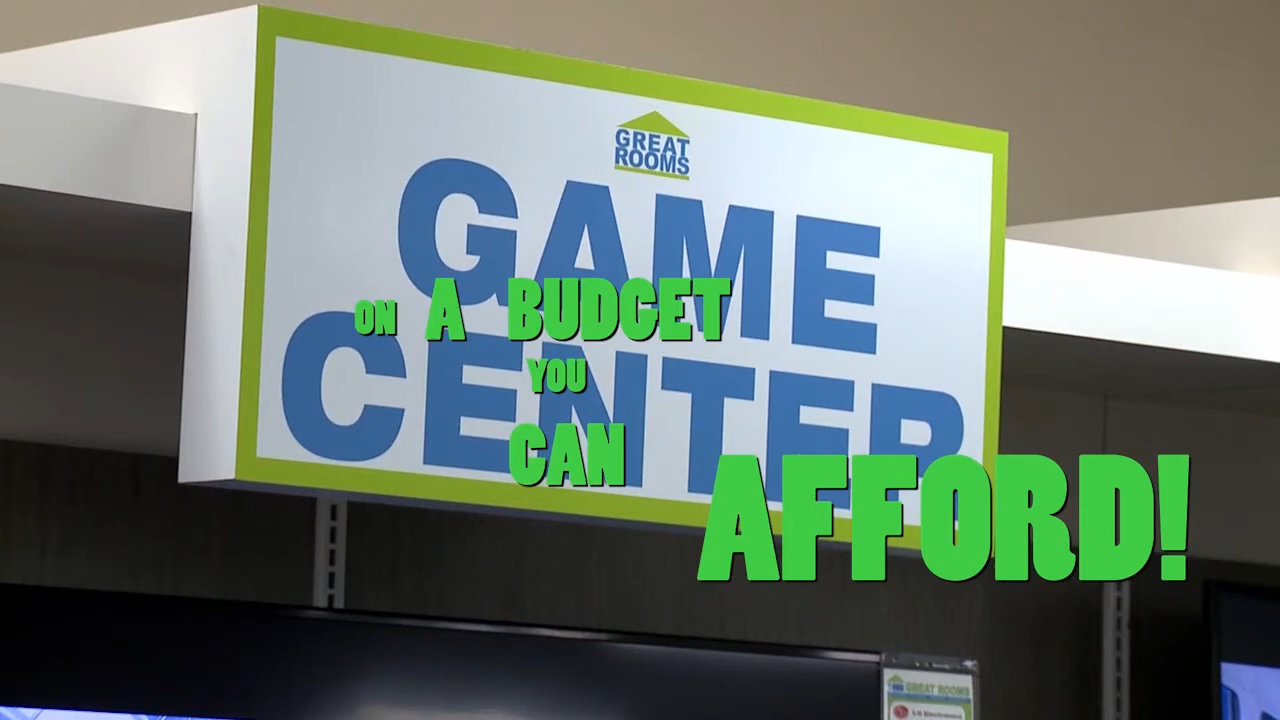 GREAT
ROOMS
GAME
CENTER
ON A BUDGET
YOU
CAN
AFFORD!
GREAT ROOMS